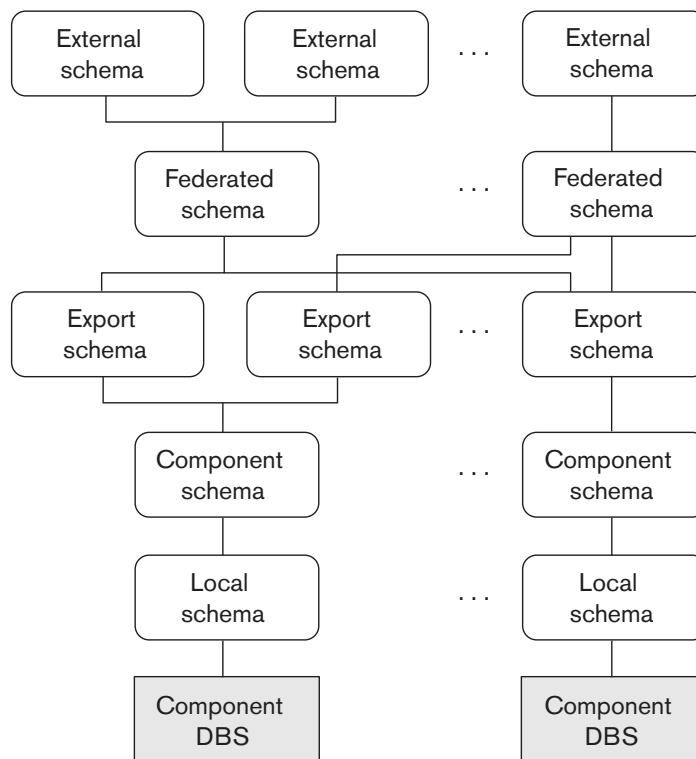 External
schema
External
schema
. . .
External
schema
Federated
schema
. . .
Federated
schema
Export
schema
Export
schema
. . .
Export
schema
Component
schema
. . .
Component
schema
Local
schema
. . .
Local
schema
Component
DBS
Component
DBS